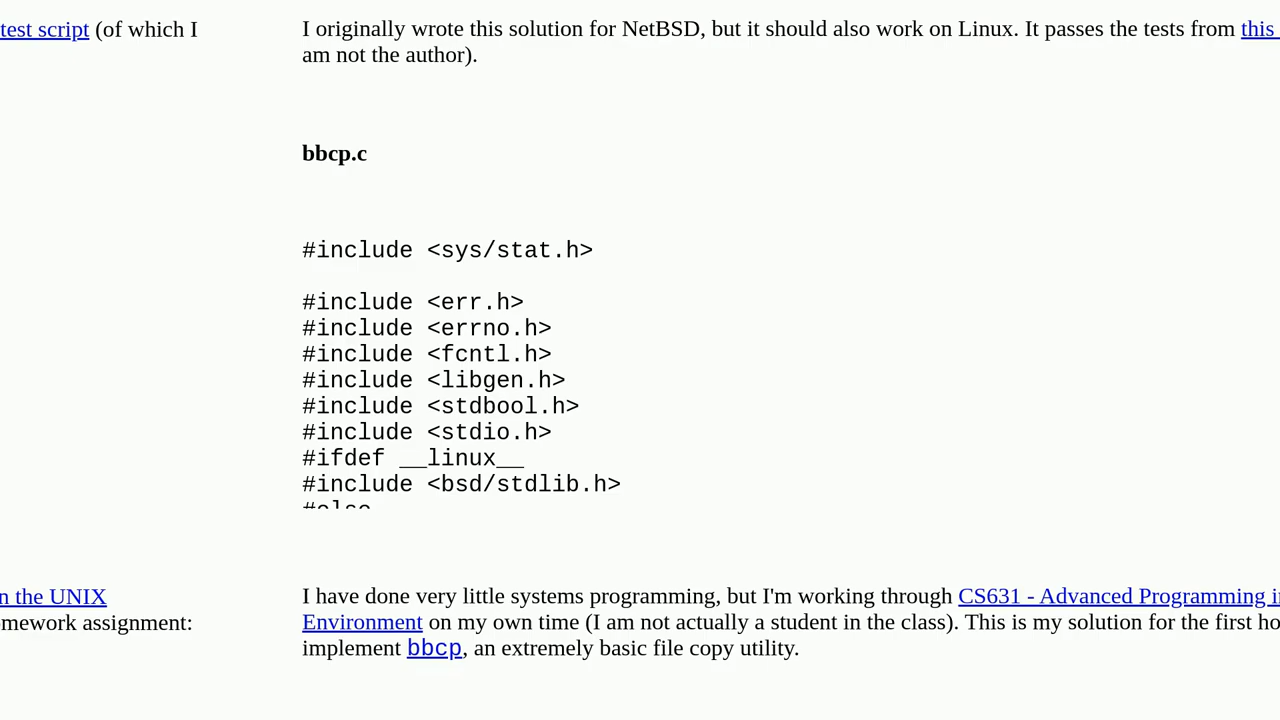 test script (of which I
I originally wrote this solution for NetBSD, but it should also work on Linux. It passes the tests from this
am not the author).
bbcp.c
#include <sys/stat.h>
#include <err.h>
#include <errno.h>
#include <fcntl.h>
#include <libgen.h>
#include <stdbool.h>
#include <stdio.h>
#ifdef __linux__
#include <bsd/stdlib.h>
#else
n the UNIX
mework assignment:
I have done very little systems programming, but I'm working through CS631 - Advanced Programming i
Environment on my own time (I am not actually a student in the class). This is my solution for the first ho
implement bbcp, an extremely basic file copy utility.